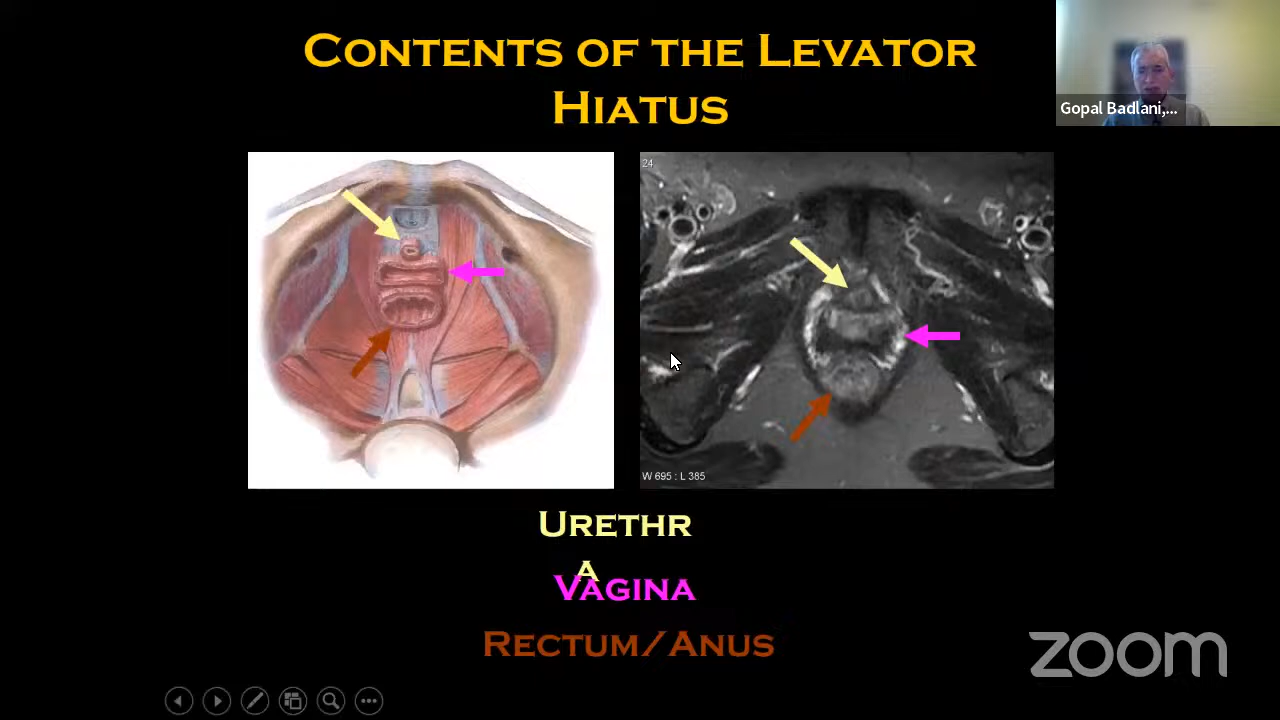 CONTENTS OF THE LEVATOR
HIATUS
Gopal Badlani,...
24
W 695 : L 385
URETHR
A
VAGINA
RECTUM/ANUS
zoom